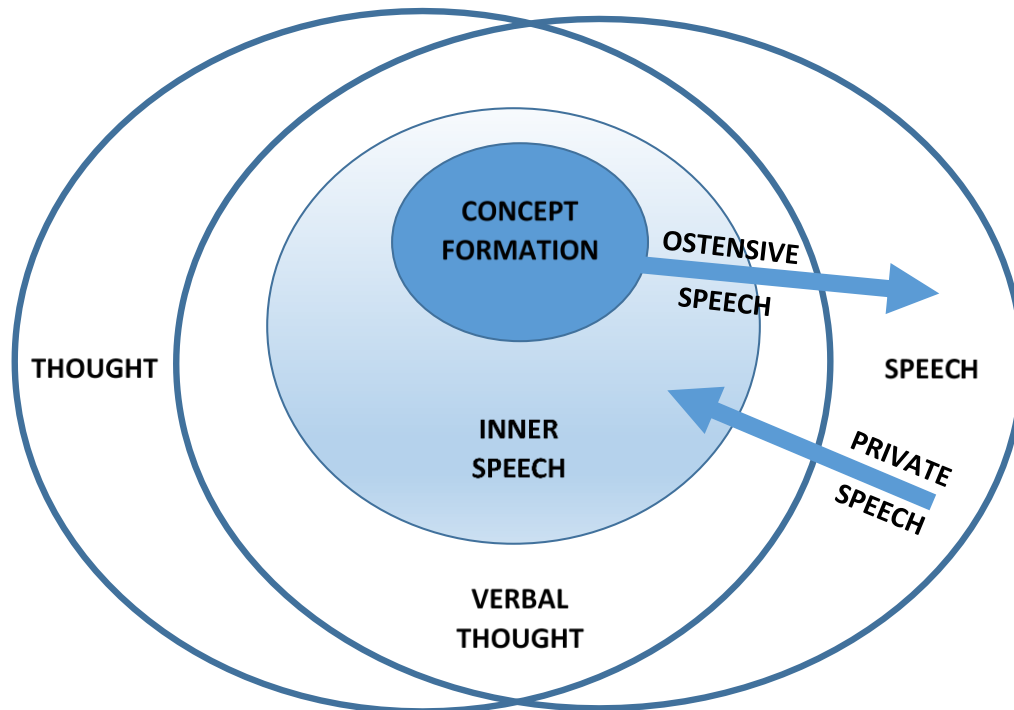 CONCEPT
FORMATION
OSTENSIVE
SPEECH
THOUGHT
SPEECH
INNER
SPEECH
PRIVATE
SPEECH
VERBAL
THOUGHT